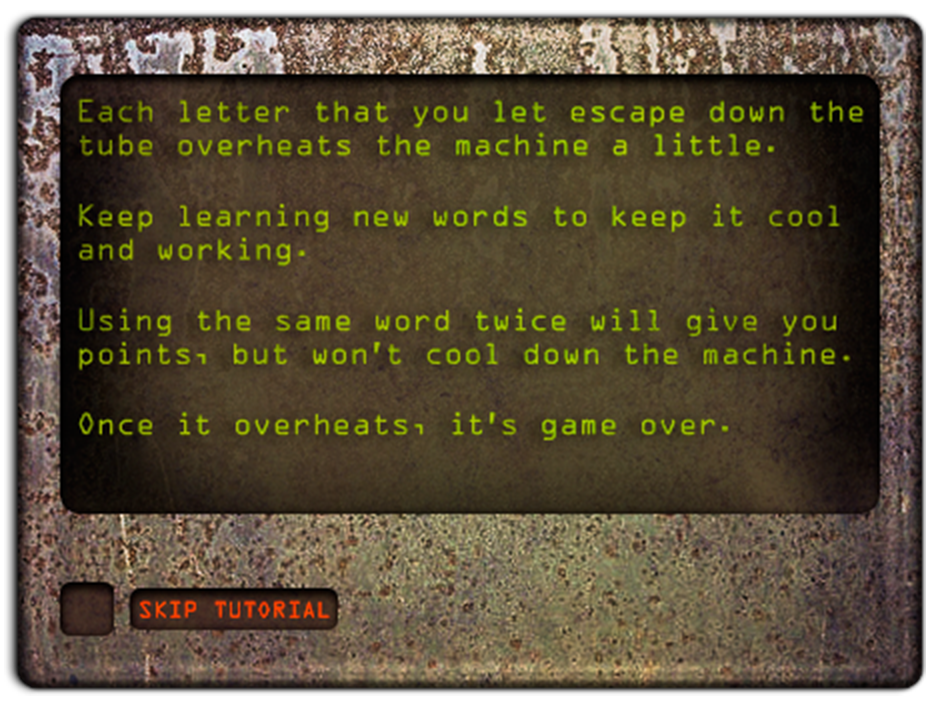 Each letter that you let escape down the
tube overheats the machine a little.
Keep learning new words to keep it cool
and working.
Using the same word twice will give you
points, but won't cool down the machine.
Once it overheats, it's game over.
SKIP TUTORIAL